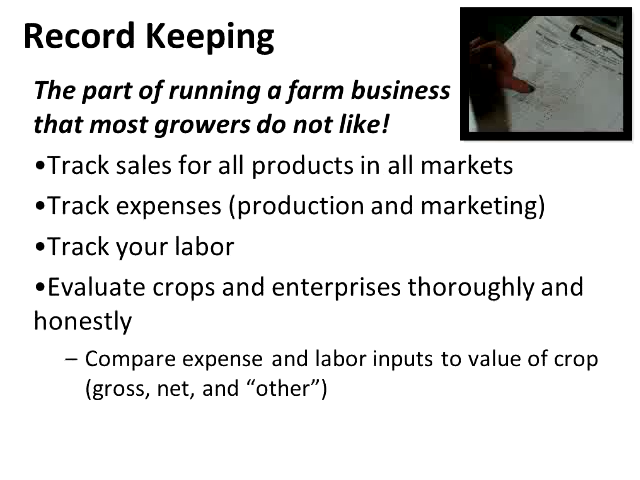 Record Keeping
The part of running a farm business
that most growers do not like!
•Track sales for all products in all markets
•Track expenses (production and marketing)
•Track your labor
•Evaluate crops and enterprises thoroughly and
honestly
– Compare expense and labor inputs to value of crop
(gross, net, and “other”)